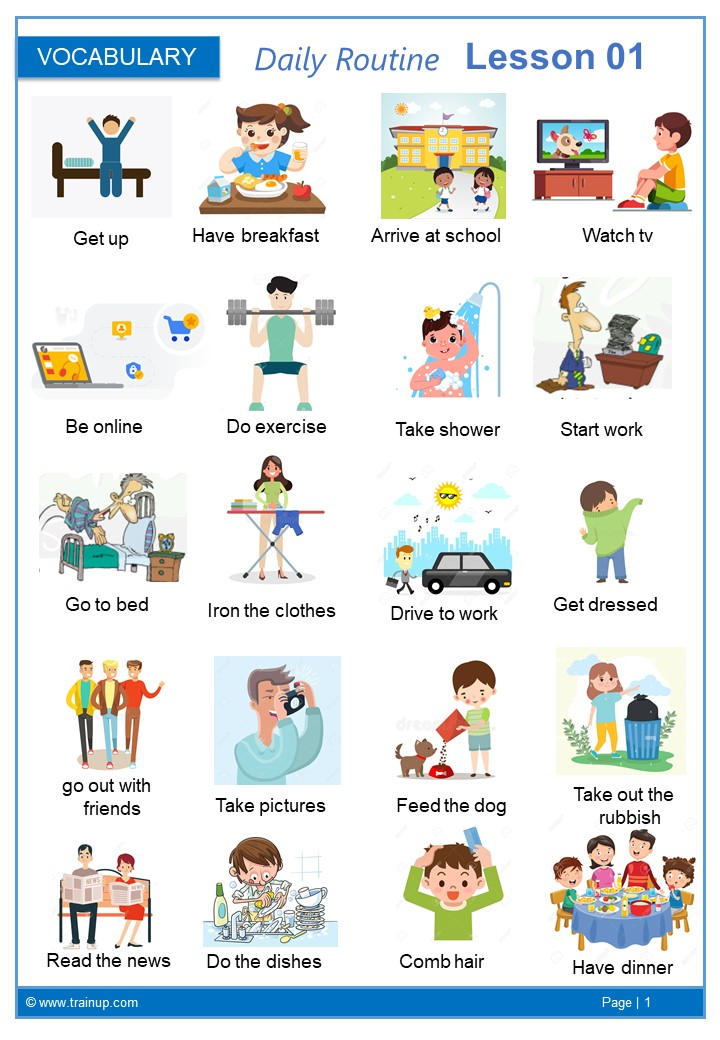 VOCABULARY
Daily Routine
Lesson 01
Get up
Have breakfast
Arrive at school
Watch tv
Be online
Do exercise
Take shower
Start work
Go to bed
Iron the clothes
Drive to work
Get dressed
go out with
friends
Take pictures
Feed the dog
Take out the
rubbish
NEWS
NEWS
Read the news
Do the dishes
Comb hair
Have dinner
© www.trainup.com
Page | 1